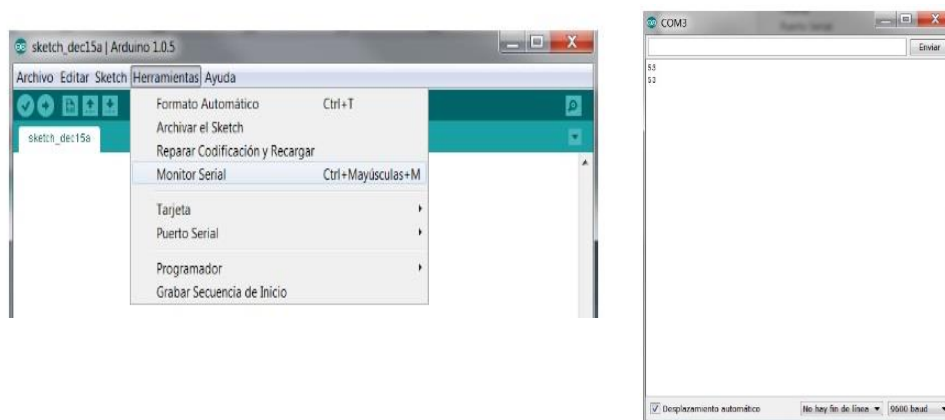 sketch_dec15a | Arduino 1.0.5
Archivo Editar Sketch Herramientas Ayuda
sketch_dec15a
Formato Automático Ctrl+T
Archivar el Sketch
Reparar Codificación y Recargar
Monitor Serial Ctrl+Mayúsculas+M
Tarjeta
Puerto Serial
Programador
Grabar Secuencia de Inicio
COM3
Enviar
53
53
Desplazamiento automático No hay fin de línea 9600 baud